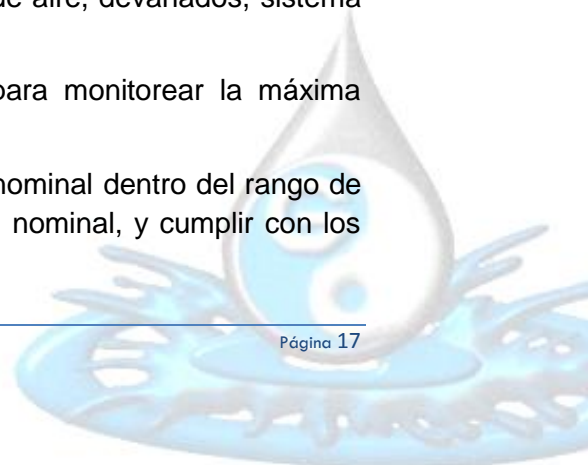 de aire, devanados, sistema
para monitorear la máxima
nominal dentro del rango de
nominal, y cumplir con los
Página 17